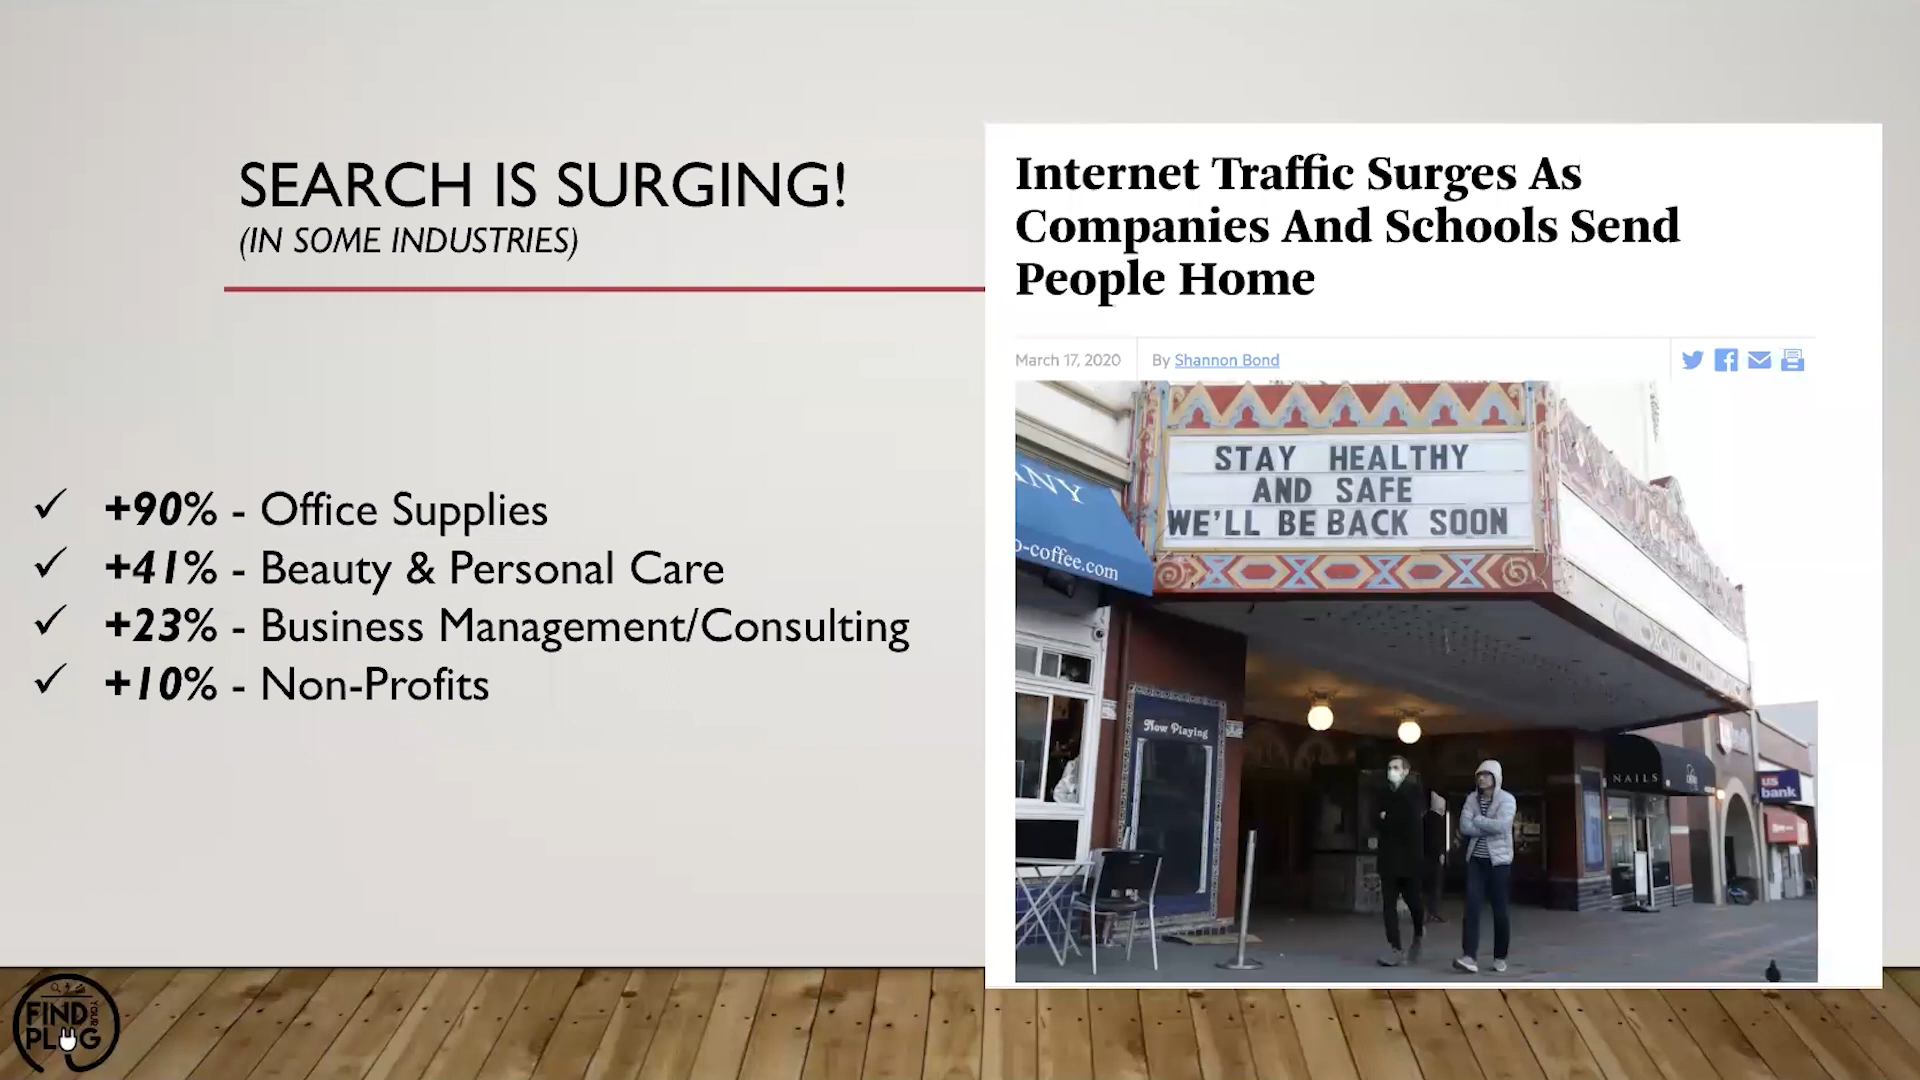 SEARCH IS SURGING!
(IN SOME INDUSTRIES)
+90% - Office Supplies
+41% - Beauty & Personal Care
+23% - Business Management/Consulting
+10% - Non-Profits
Internet Traffic Surges As
Companies And Schools Send
People Home
March 17, 2020
By Shannon Bond
STAY HEALTHY
AND SAFE
WE'LL BE BACK SOON
NY
o-coffee.com
Now Playing
NAILS
us
bank
FIND
YOUR
PLUG